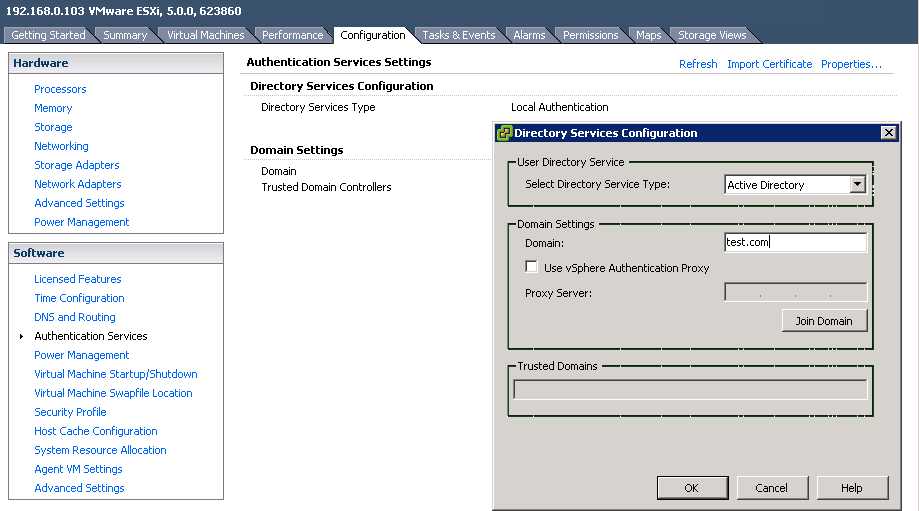 192.168.0.103 VMware ESXi, 5.0.0, 623860
Getting Started Summary Virtual Machines Performance Configuration Tasks & Events Alarms Permissions Maps Storage Views
Hardware
Processors
Memory
Storage
Networking
Storage Adapters
Network Adapters
Advanced Settings
Power Management
Software
Licensed Features
Time Configuration
DNS and Routing
Authentication Services
Power Management
Virtual Machine Startup/Shutdown
Virtual Machine Swapfile Location
Security Profile
Host Cache Configuration
System Resource Allocation
Agent VM Settings
Advanced Settings
Authentication Services Settings
Refresh Import Certificate Properties...
Directory Services Configuration
Directory Services Type Local Authentication
Domain Settings
Domain
Trusted Domain Controllers
Directory Services Configuration
User Directory Service
Select Directory Service Type: Active Directory
Domain Settings
Domain: test.com
Use vSphere Authentication Proxy
Proxy Server: . . .
Join Domain
Trusted Domains
OK Cancel Help